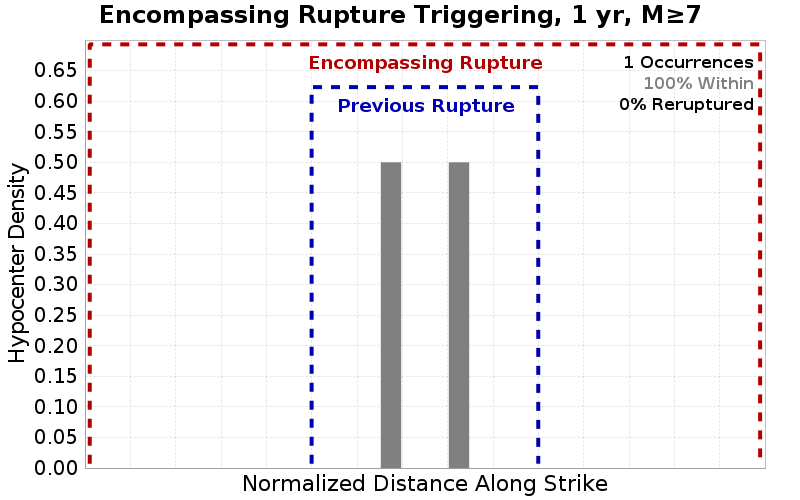 Encompassing Rupture Triggering, 1 yr, M≥7
Encompassing Rupture
Previous Rupture
1 Occurrences
100% Within
0% Reruptured
Hypocenter Density
0.65
0.60
0.55
0.50
0.45
0.40
0.35
0.30
0.25
0.20
0.15
0.10
0.05
0.00
Normalized Distance Along Strike